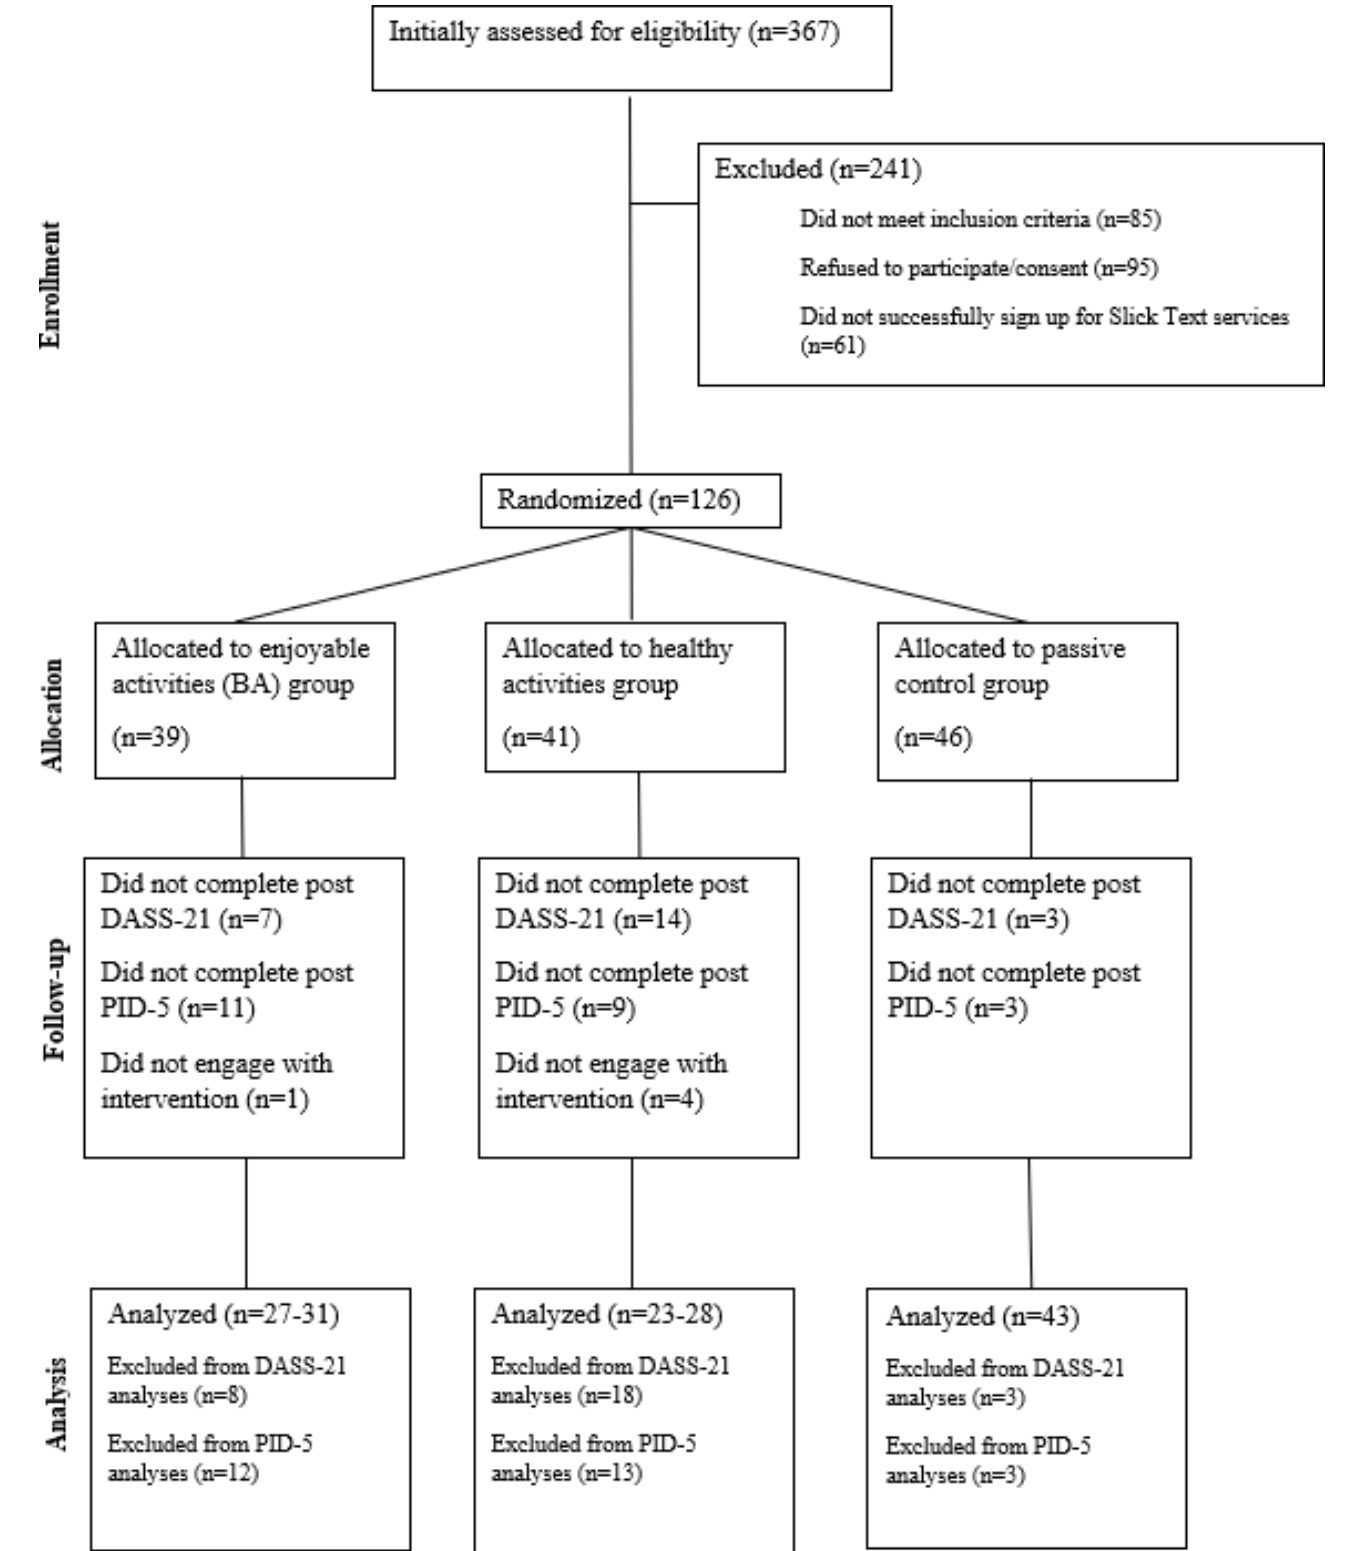 Initially assessed for eligibility (n=367)
Excluded (n=241)
Did not meet inclusion criteria (n=85)
Refused to participate/consent (n=95)
Did not successfully sign up for Slick Text services
(n=61)
Enrollment
Randomized (n=126)
Allocation
Allocated to enjoyable
activities (BA) group
(n=39)
Allocated to healthy
activities group
(n=41)
Allocated to passive
control group
(n=46)
Follow-up
Did not complete post
DASS-21 (n=7)
Did not complete post
PID-5 (n=11)
Did not engage with
intervention (n=1)
Did not complete post
DASS-21 (n=14)
Did not complete post
PID-5 (n=9)
Did not engage with
intervention (n=4)
Did not complete post
DASS-21 (n=3)
Did not complete post
PID-5 (n=3)
Analysis
Analyzed (n=27-31)
Excluded from DASS-21
analyses (n=8)
Excluded from PID-5
analyses (n=12)
Analyzed (n=23-28)
Excluded from DASS-21
analyses (n=18)
Excluded from PID-5
analyses (n=13)
Analyzed (n=43)
Excluded from DASS-21
analyses (n=3)
Excluded from PID-5
analyses (n=3)